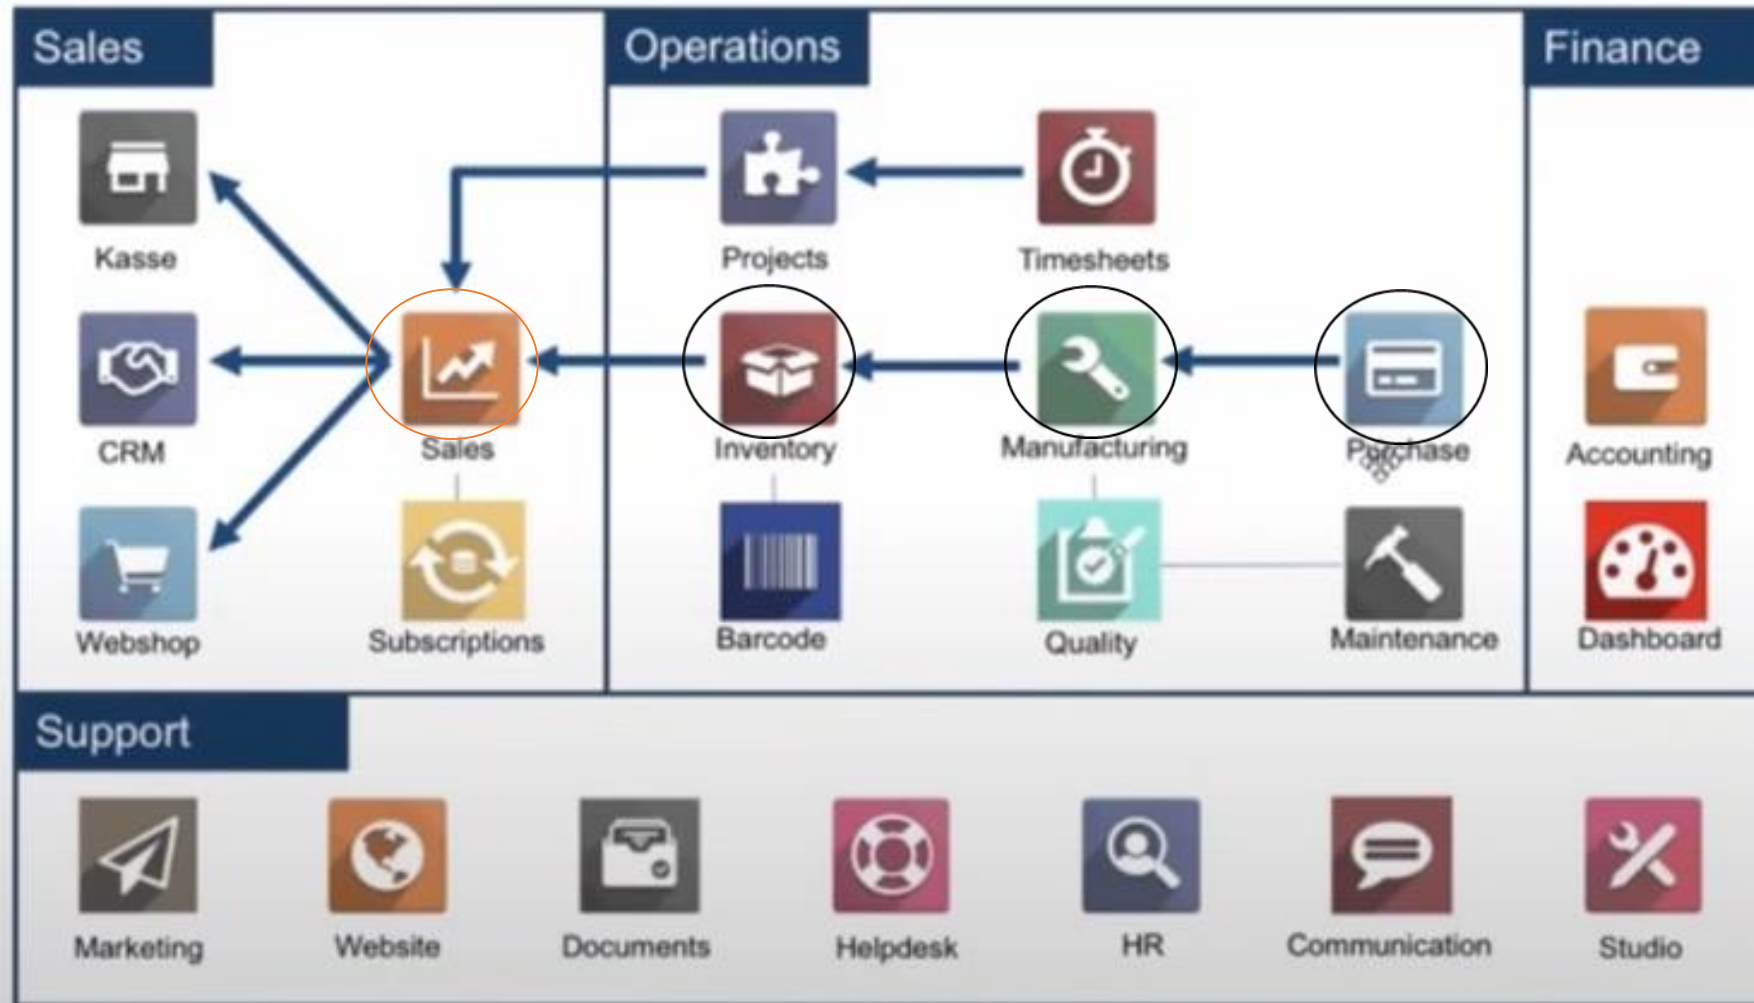 Sales
Operations
Finance
Kasse
Projects
Timesheets
CRM
Sales
Inventory
Manufacturing
Purchase
Accounting
Webshop
Subscriptions
Barcode
Quality
Maintenance
Dashboard
Support
Marketing
Website
Documents
Helpdesk
HR
Communication
Studio